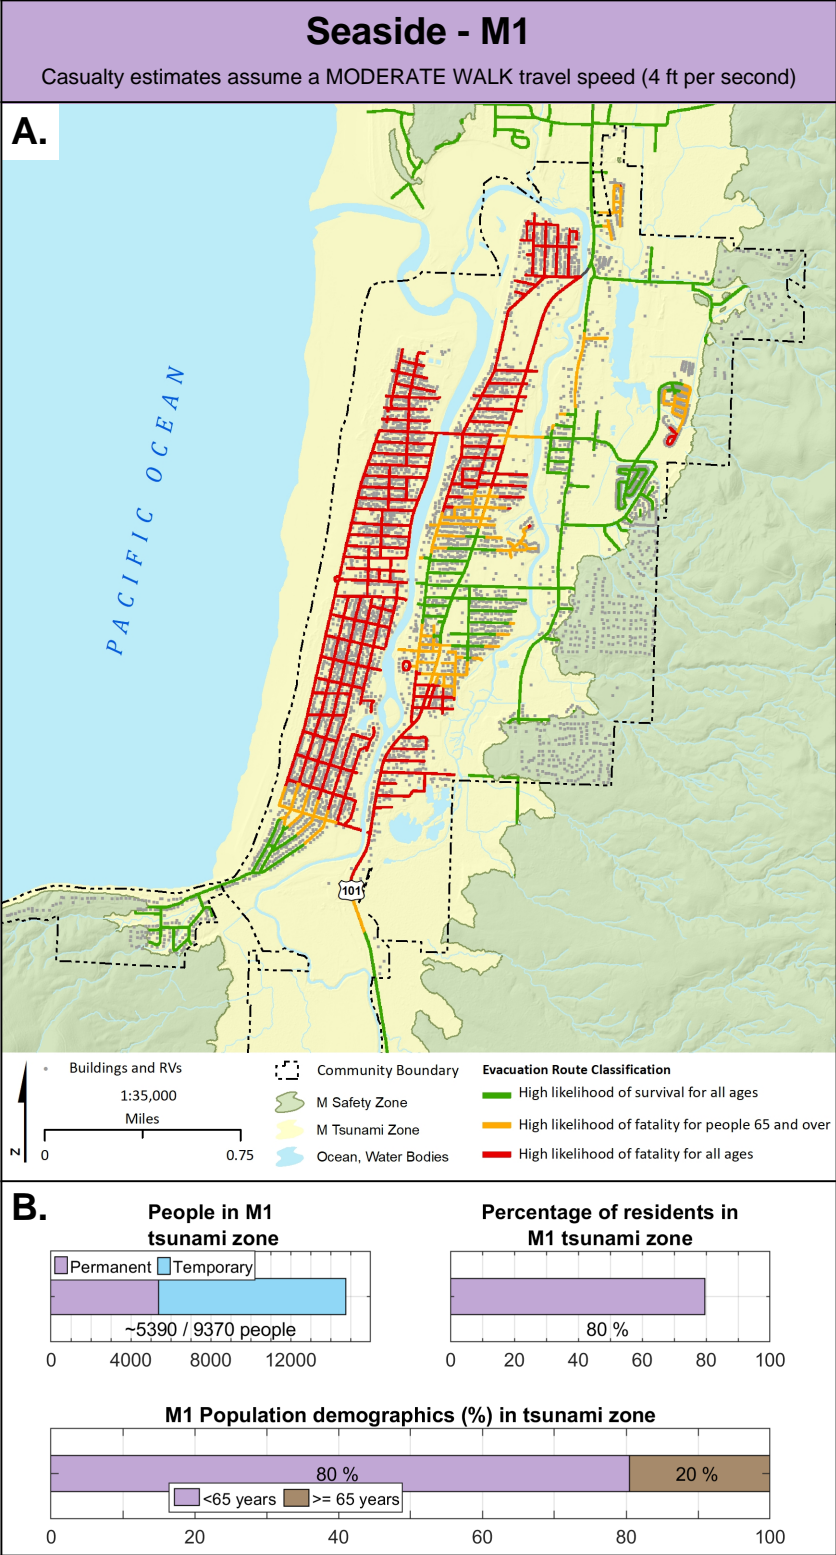 Seaside - M1
Casualty estimates assume a MODERATE WALK travel speed (4 ft per second)
A.
PACIFIC OCEAN
101
N
Buildings and RVs
1:35,000
Miles
0 0.75
Community Boundary
M Safety Zone
M Tsunami Zone
Ocean, Water Bodies
Evacuation Route Classification
High likelihood of survival for all ages
High likelihood of fatality for people 65 and over
High likelihood of fatality for all ages
B.
People in M1
tsunami zone
Permanent Temporary
~5390 / 9370 people
0 4000 8000 12000
Percentage of residents in
M1 tsunami zone
80 %
0 20 40 60 80 100
M1 Population demographics (%) in tsunami zone
80 % 20 %
<65 years >= 65 years
0 20 40 60 80 100